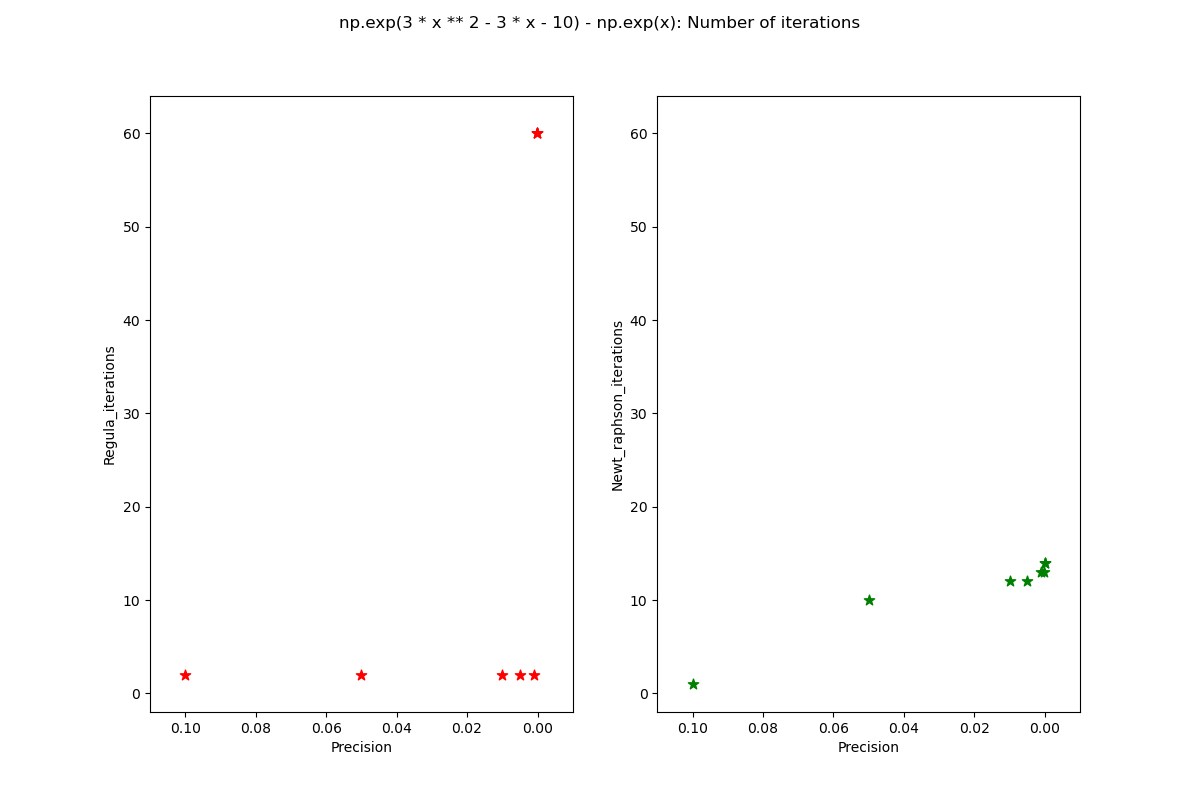 np.exp(3 * x ** 2 - 3 * x - 10) - np.exp(x): Number of iterations
60
50
40
30
20
10
0
Regula_iterations
0.10 0.08 0.06 0.04 0.02 0.00
Precision
60
50
40
30
20
10
0
Newt_raphson_iterations
0.10 0.08 0.06 0.04 0.02 0.00
Precision